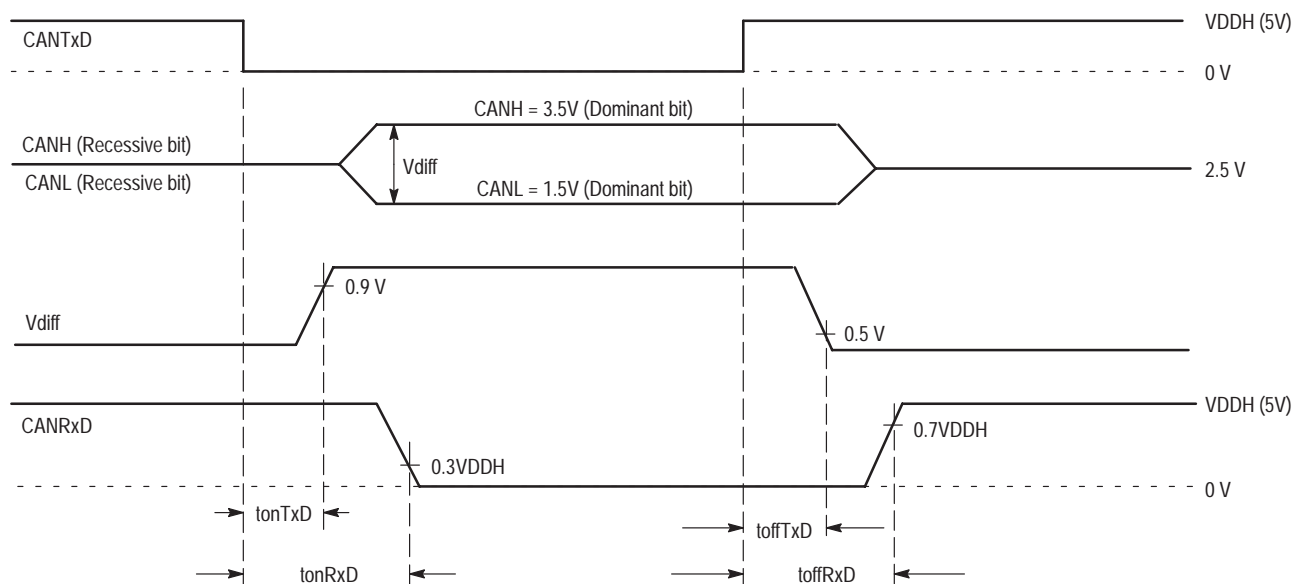 VDDH (5V)
CANTxD
0 V
CANH = 3.5V (Dominant bit)
CANH (Recessive bit)
Vdiff
2.5 V
CANL (Recessive bit)
CANL = 1.5V (Dominant bit)
0.9 V
Vdiff
0.5 V
VDDH (5V)
CANRxD
0.7VDDH
0.3VDDH
0 V
tonTxD
toffTxD
tonRxD
toffRxD